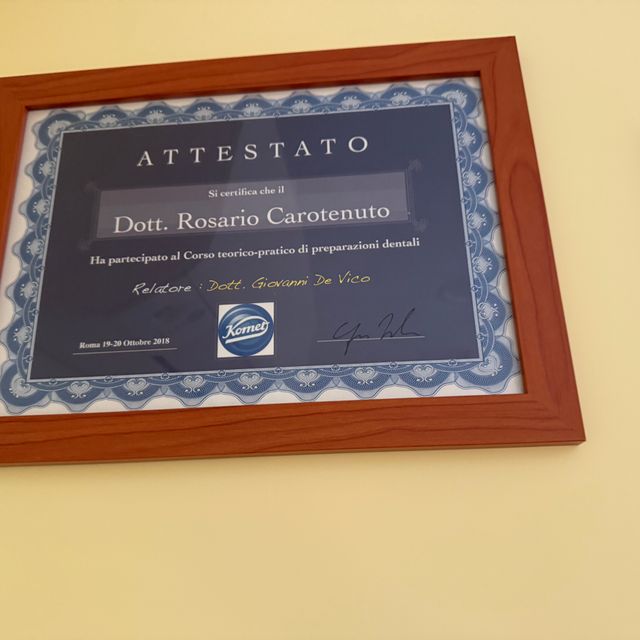 ATTESTATO
Si certifica che il
Dott. Rosario Carotenuto
Ha partecipato al Corso teorico-pratico di preparazioni dentali
Relatore : Dott. Giovanni De Vico
Komet
Roma 19-20 Ottobre 2018